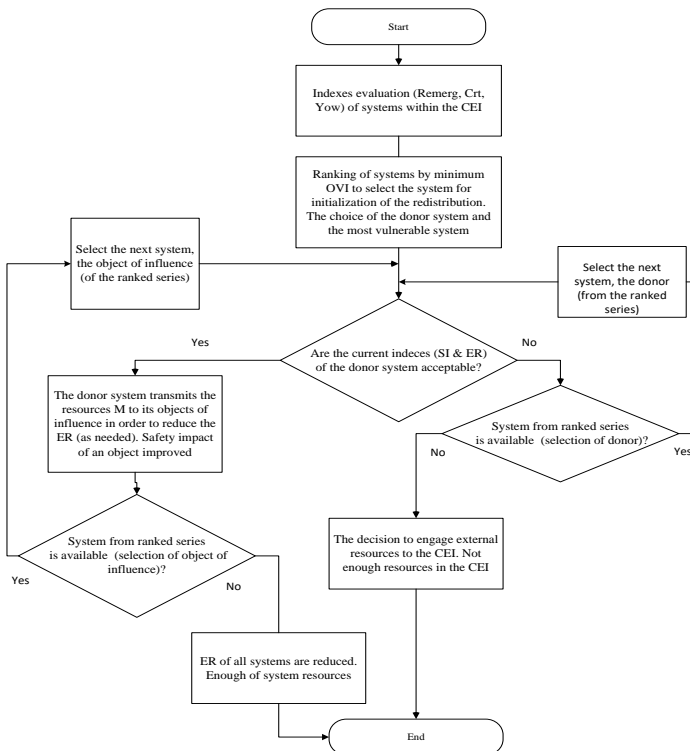 Start
Indexes evaluation (Remerg, Crt,
Yow) of systems within the CEI
Ranking of systems by minimum
OVI to select the system for
initialization of the redistribution.
The choice of the donor system and
the most vulnerable system
Select the next system,
the object of influence
(of the ranked series)
Select the next
system, the donor
(from the ranked
series)
Yes
No
Are the current indeces (SI & ER)
of the donor system acceptable?
The donor system transmits the
resources M to its objects of
influence in order to reduce the
ER (as needed). Safety impact
of an object improved
System from ranked series
is available (selection of donor)?
No
Yes
System from ranked series
is available (selection of object of
influence)?
Yes
No
The decision to engage external
resources to the CEI. Not
enough resources in the CEI
ER of all systems are reduced.
Enough of system resources
End